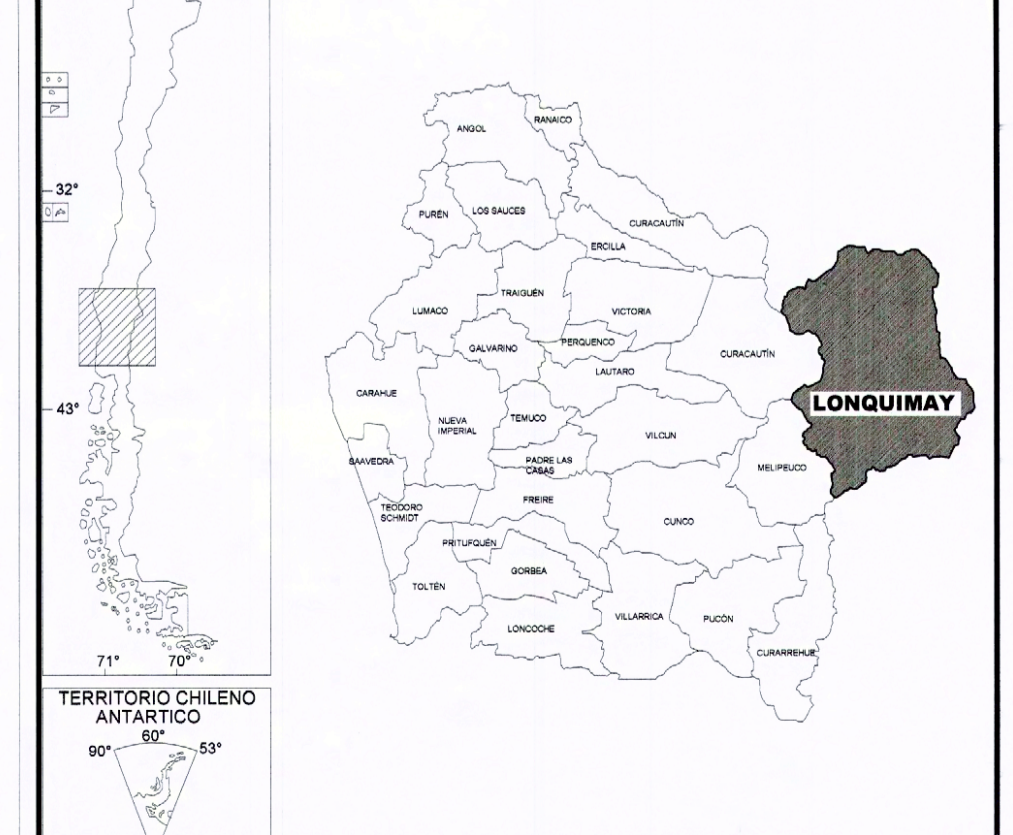 RANAICO
ANGOL
32°
PURÉN
LOS SAUCES
CURACAUTÍN
ERCILLA
TRAIGUÉN
LUMACO
VICTORIA
PERQUENCO
GALVARINO
CURACAUTÍN
LAUTARO
CARAHUE
LONQUIMAY
43°
NUEVA
IMPERIAL
TEMUCO
VILCUN
SAAVEDRA
PADRE LAS
CASAS
MELIPEUCO
FREIRE
TEODORO
SCHMIDT
CUNCO
PRITUFQUÉN
GORBEA
TOLTÉN
LONCOCHE
VILLARRICA
PUCÓN
CURARREHUE
71°
70°
TERRITORIO CHILENO
ANTARTICO
90°
60°
53°